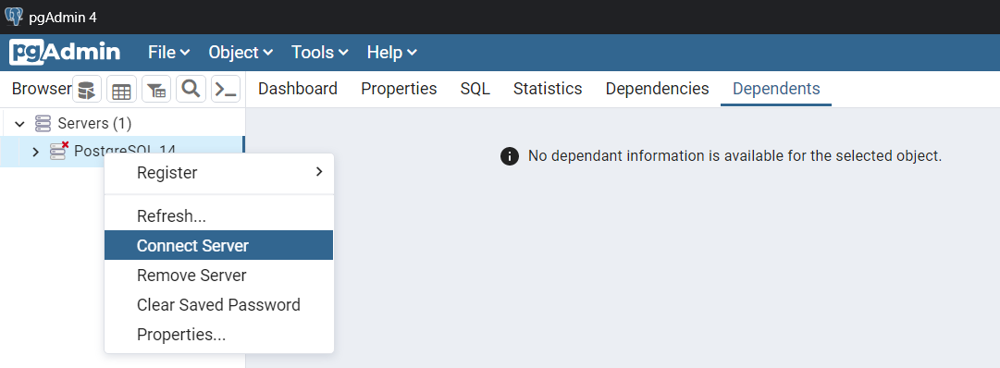 pgAdmin 4
pgAdmin File Object Tools Help
Browser Dashboard Properties SQL Statistics Dependencies Dependents
Servers (1)
PostgreSQL 14
No dependant information is available for the selected object.
Register
Refresh...
Connect Server
Remove Server
Clear Saved Password
Properties...